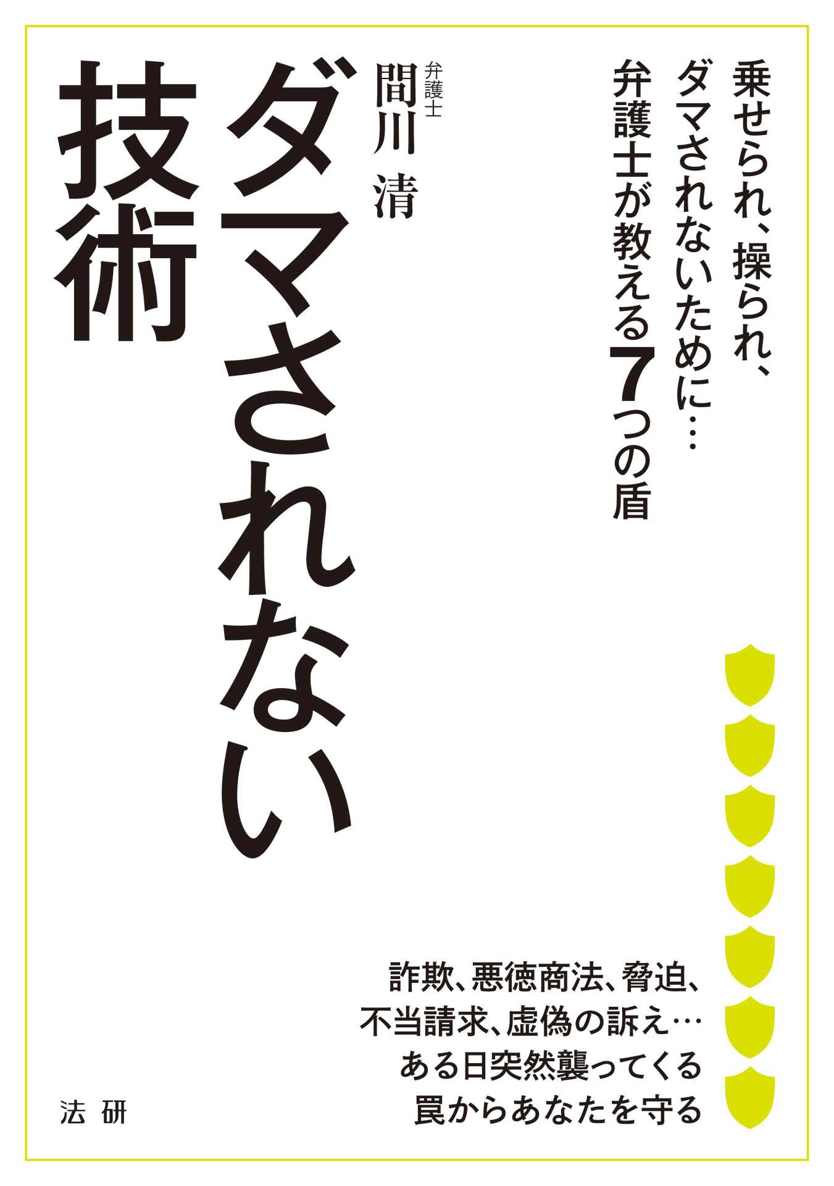 乗せられ、操られ、
ダマされないために…
弁護士が教える7つの盾
弁護士
間川 清
ダマされない
技術
詐欺、悪徳商法、脅迫、
不当請求、虚偽の訴え…
ある日突然襲ってくる
罠からあなたを守る
法研